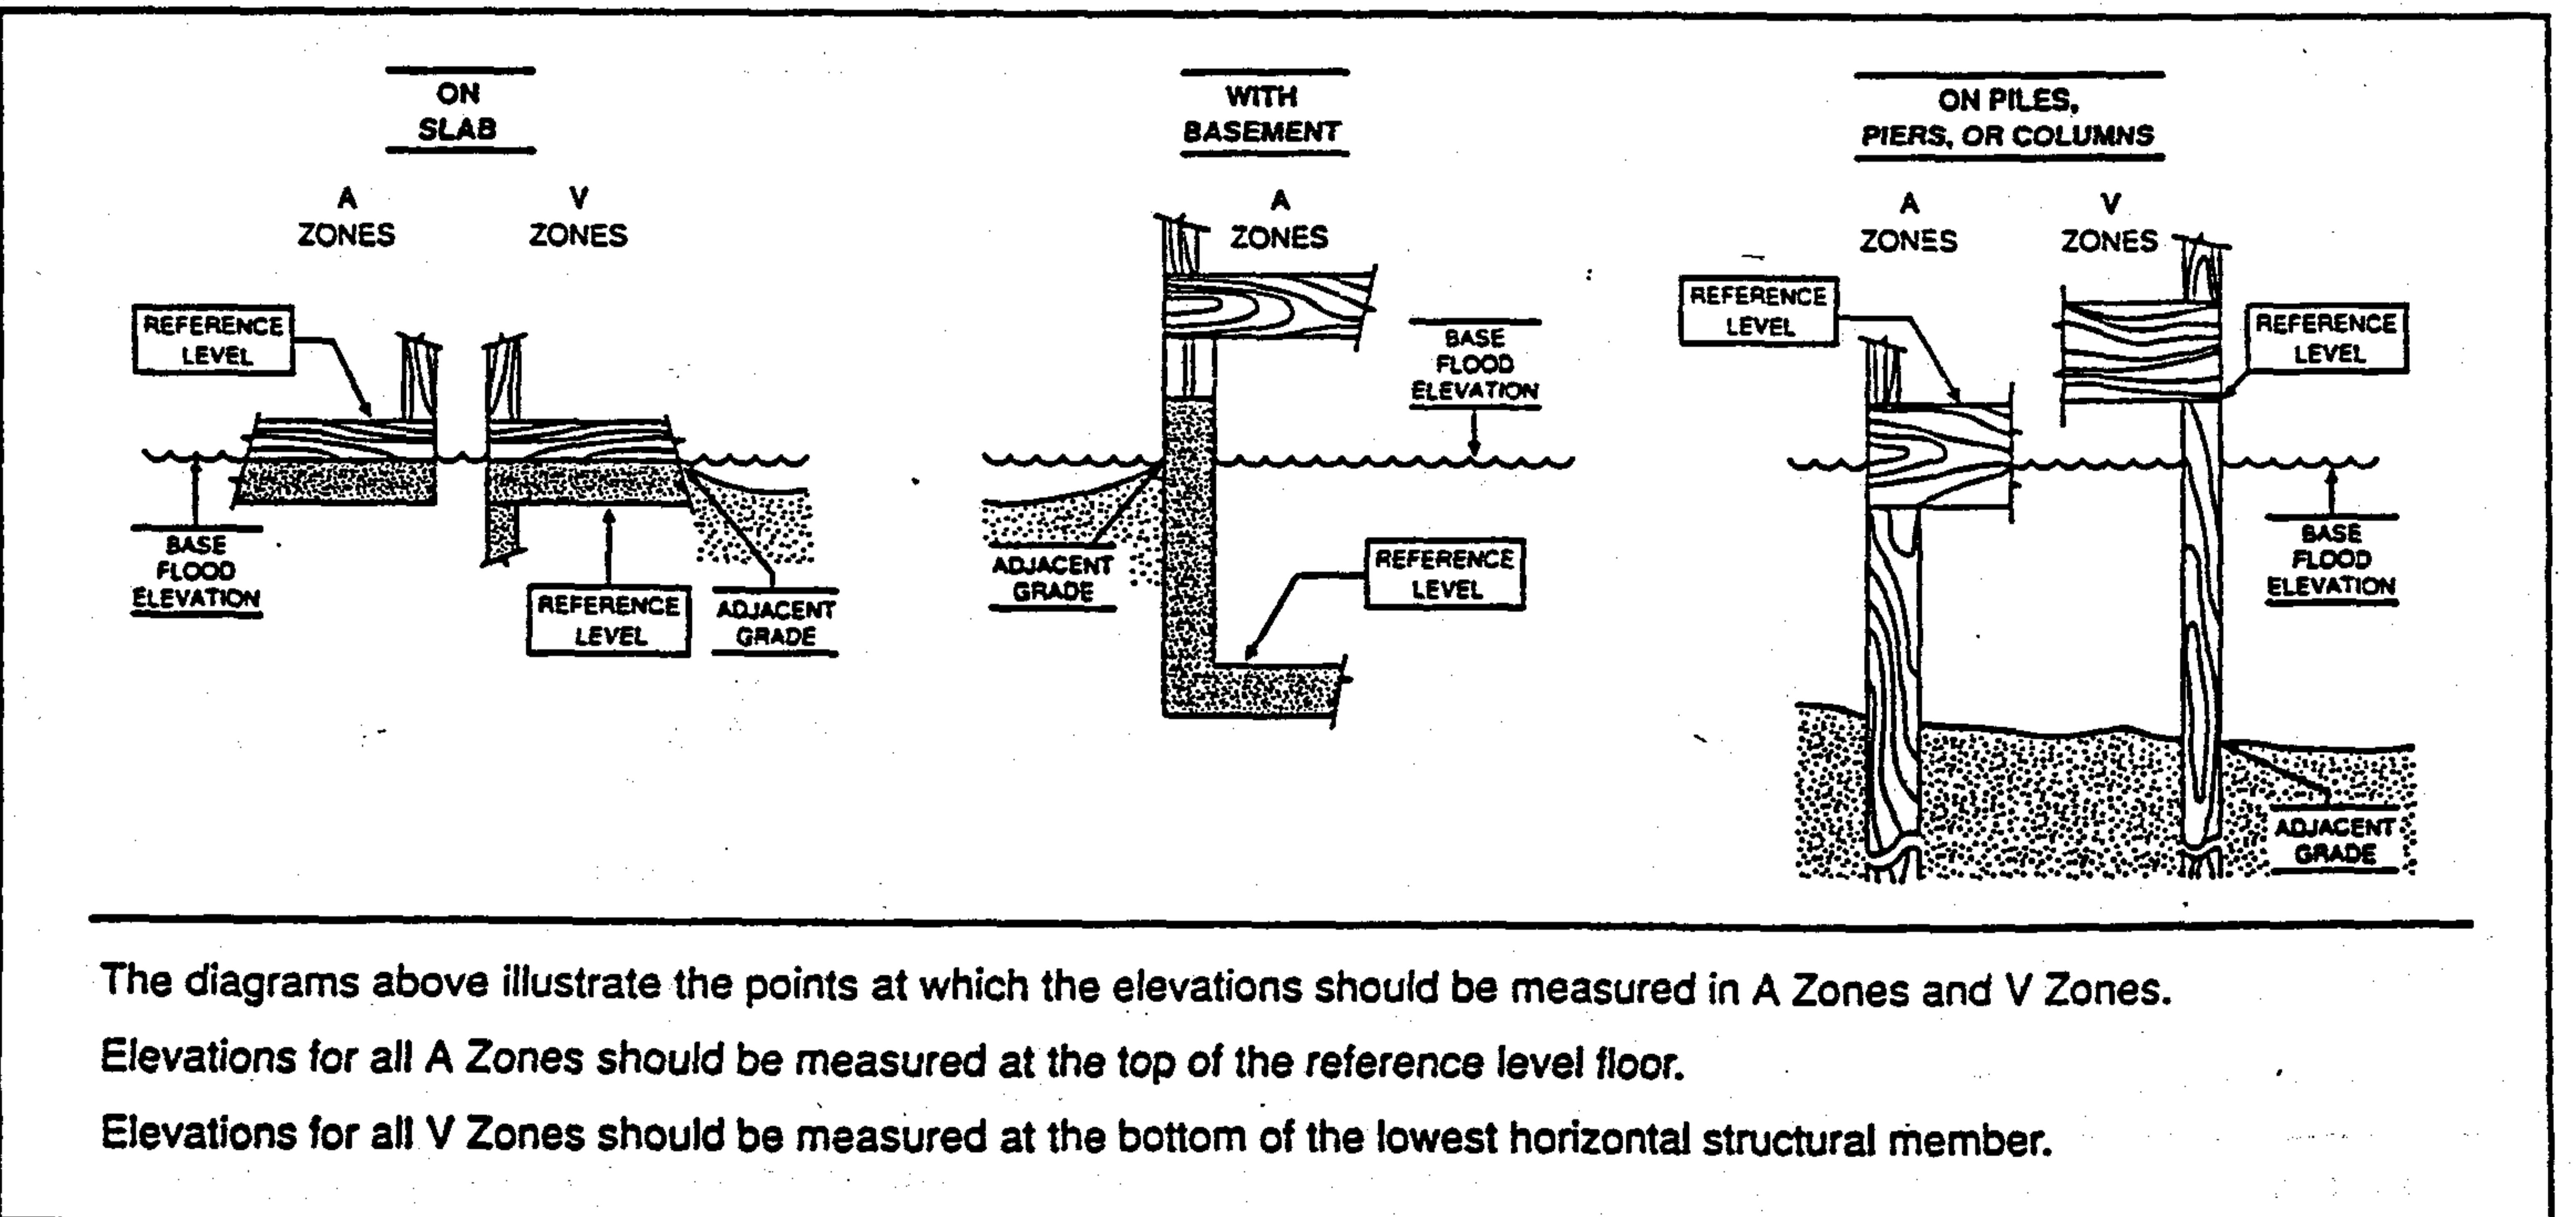 ON
SLAB
A
ZONES
V
ZONES
REFERENCE
LEVEL
BASE
FLOOD
ELEVATION
REFERENCE
LEVEL
ADJACENT
GRADE
WITH
BASEMENT
A
ZONES
BASE
FLOOD
ELEVATION
ADJACENT
GRADE
REFERENCE
LEVEL
ON PILES,
PIERS, OR COLUMNS
A
ZONES
V
ZONES
REFERENCE
LEVEL
REFERENCE
LEVEL
BASE
FLOOD
ELEVATION
ADJACENT
GRADE
The diagrams above illustrate the points at which the elevations should be measured in A Zones and V Zones.
Elevations for all A Zones should be measured at the top of the reference level floor.
Elevations for all V Zones should be measured at the bottom of the lowest horizontal structural member.